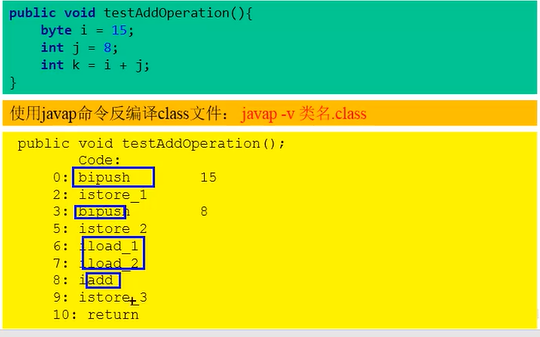 public void testAddOperation(){
    byte i = 15;
    int j = 8;
    int k = i + j;
}
使用javap命令反编译class文件： javap -v 类名.class
public void testAddOperation();
Code:
0: bipush 15
2: istore_1
3: bipush 8
5: istore_2
6: iload_1
7: iload_2
8: iadd
9: istore_3
10: return